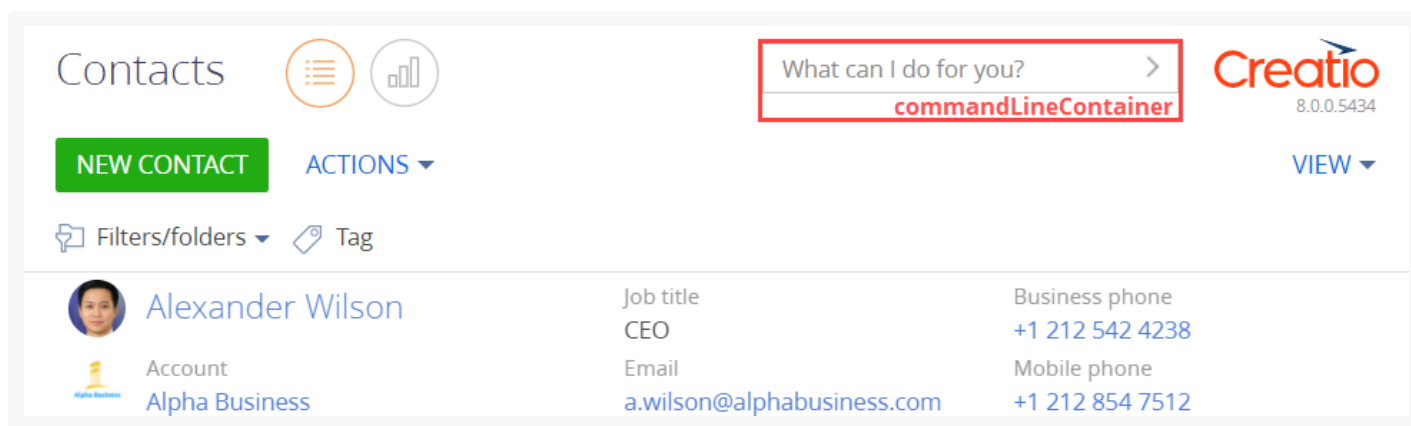 Contacts
What can I do for you?
Creatio
commandLineContainer
8.0.0.5434
NEW CONTACT
ACTIONS
VIEW
Filters/folders
Tag
Alexander Wilson
Job title
Business phone
CEO
+1 212 542 4238
Account
Email
Mobile phone
Alpha Business
Alpha Business
a.wilson@alphabusiness.com
+1 212 854 7512